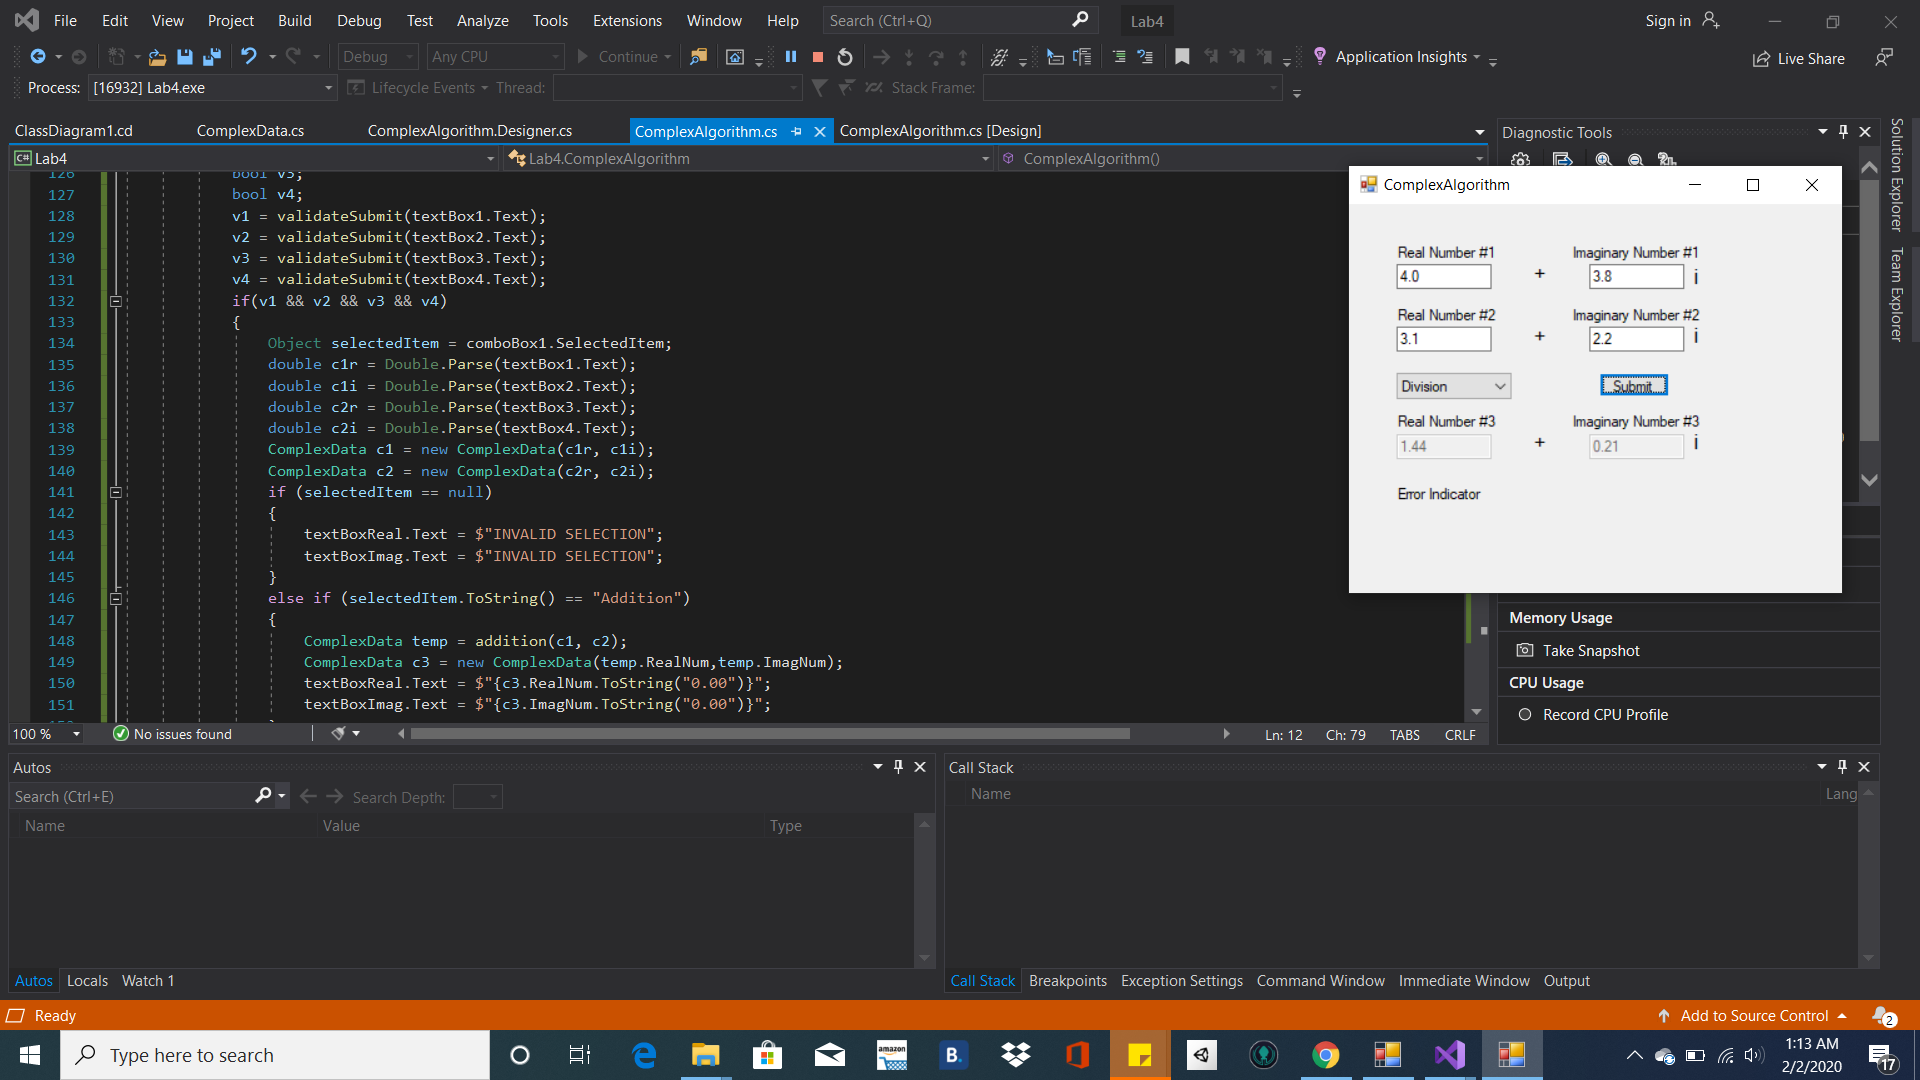 File Edit View Project Build Debug Test Analyze Tools Extensions Window Help Search (Ctrl+Q) Lab4 Sign in
Debug Any CPU Continue Application Insights Live Share
Process: [16932] Lab4.exe Lifecycle Events Thread: Stack Frame:
ClassDiagram1.cd ComplexData.cs ComplexAlgorithm.Designer.cs ComplexAlgorithm.cs ComplexAlgorithm.cs [Design]
C# Lab4 Lab4.ComplexAlgorithm ComplexAlgorithm()
126 bool v3;
127 bool v4;
128 v1 = validateSubmit(textBox1.Text);
129 v2 = validateSubmit(textBox2.Text);
130 v3 = validateSubmit(textBox3.Text);
131 v4 = validateSubmit(textBox4.Text);
132 if(v1 && v2 && v3 && v4)
133 {
134 Object selectedItem = comboBox1.SelectedItem;
135 double c1r = Double.Parse(textBox1.Text);
136 double c1i = Double.Parse(textBox2.Text);
137 double c2r = Double.Parse(textBox3.Text);
138 double c2i = Double.Parse(textBox4.Text);
139 ComplexData c1 = new ComplexData(c1r, c1i);
140 ComplexData c2 = new ComplexData(c2r, c2i);
141 if (selectedItem == null)
142 {
143 textBoxReal.Text = $"INVALID SELECTION";
144 textBoxImag.Text = $"INVALID SELECTION";
145 }
146 else if (selectedItem.ToString() == "Addition")
147 {
148 ComplexData temp = addition(c1, c2);
149 ComplexData c3 = new ComplexData(temp.RealNum,temp.ImagNum);
150 textBoxReal.Text = $"{c3.RealNum.ToString("0.00")}";
151 textBoxImag.Text = $"{c3.ImagNum.ToString("0.00")}";
100 % No issues found Ln: 12 Ch: 79 TABS CRLF
Diagnostic Tools
ComplexAlgorithm
Real Number #1 Imaginary Number #1
4.0 + 3.8 i
Real Number #2 Imaginary Number #2
3.1 + 2.2 i
Division Submit
Real Number #3 Imaginary Number #3
1.44 + 0.21 i
Error Indicator
Memory Usage
Take Snapshot
CPU Usage
Record CPU Profile
Solution Explorer
Team Explorer
Autos
Search (Ctrl+E) Search Depth:
Name Value Type
Autos Locals Watch 1
Call Stack
Name Lang
Call Stack Breakpoints Exception Settings Command Window Immediate Window Output
Ready Add to Source Control 2
Type here to search amazon B. 1:13 AM
2/2/2020 17